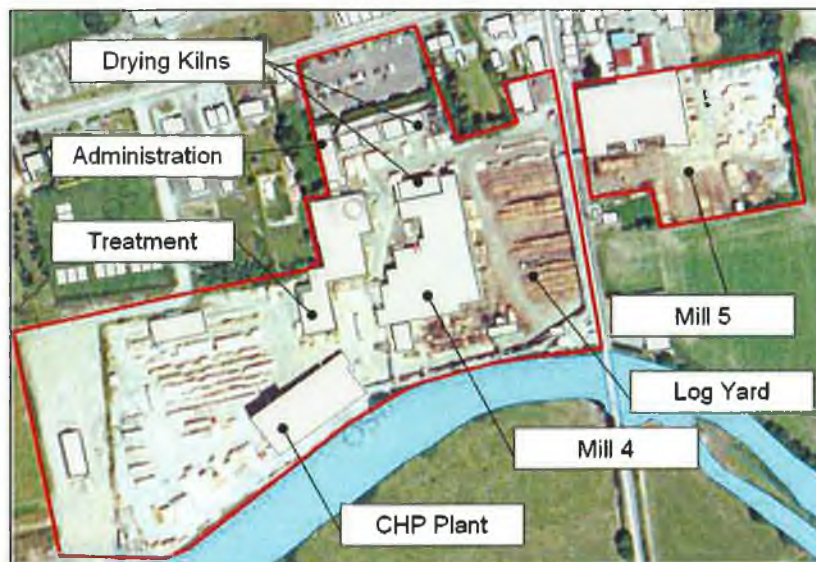 Drying Kilns
Administration
Treatment
Mill 5
Log Yard
Mill 4
CHP Plant